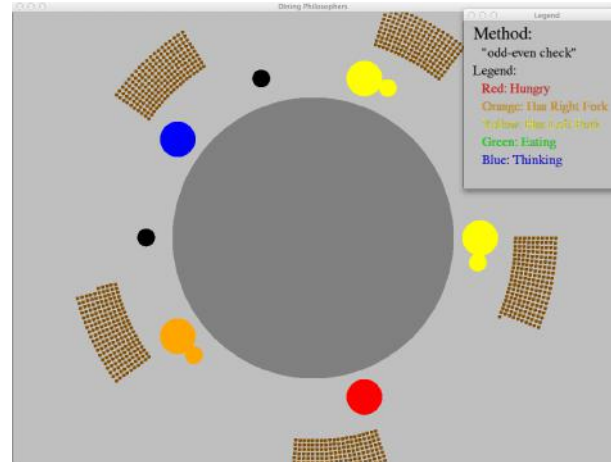 Dining Philosophers
Legend
Method:
"odd-even check"
Legend:
Red: Hungry
Orange: Has Right Fork
Yellow: Has Left Fork
Green: Eating
Blue: Thinking